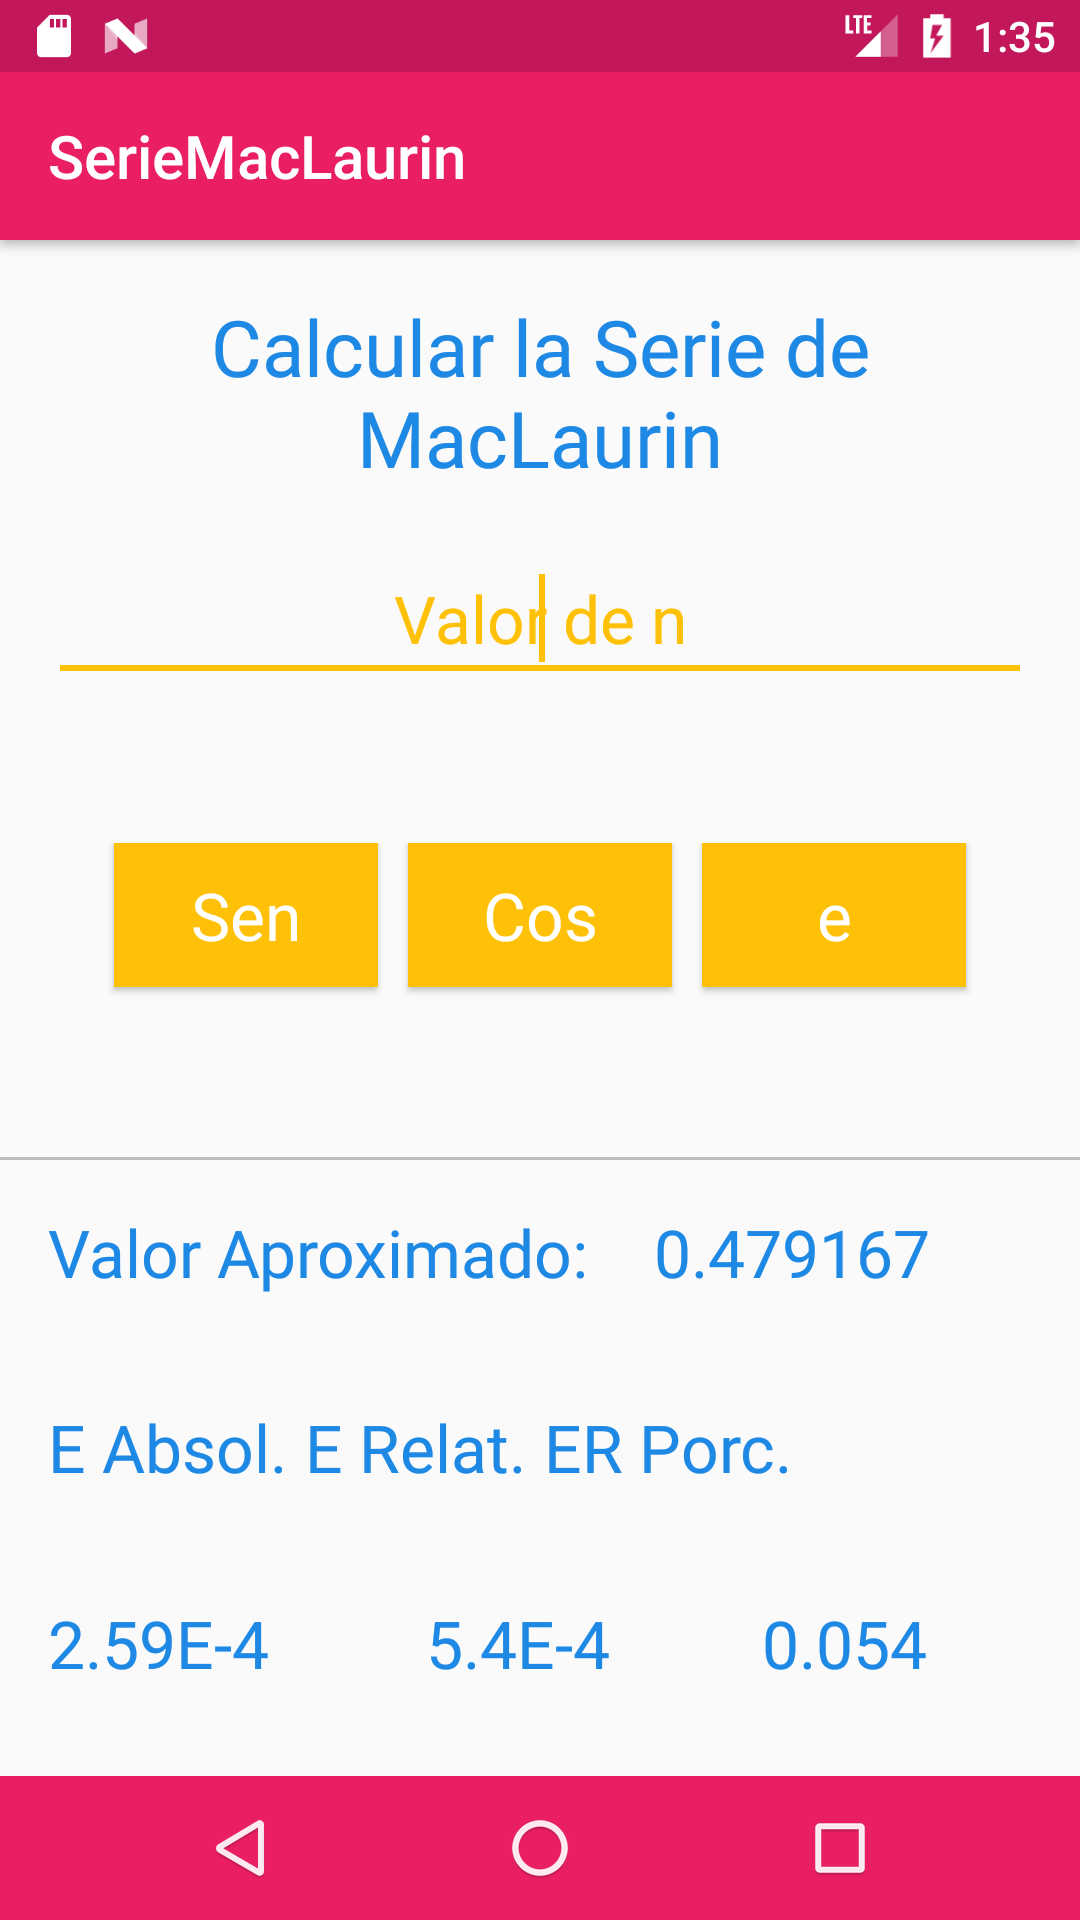 LTE 1:35
SerieMacLaurin
Calcular la Serie de
MacLaurin
Valor de n
Sen Cos e
Valor Aproximado: 0.479167
E Absol. E Relat. ER Porc.
2.59E-4 5.4E-4 0.054